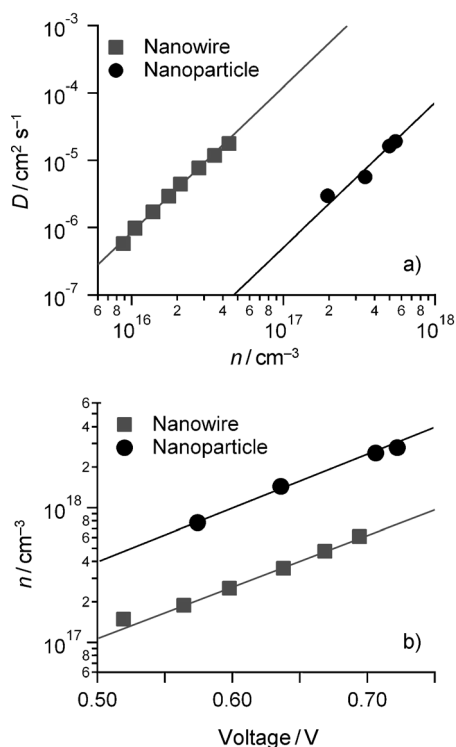 10⁻³
10⁻⁴
10⁻⁵
10⁻⁶
10⁻⁷
D / cm² s⁻¹
Nanowire
Nanoparticle
a)
6 8 10¹⁶ 2 4 6 8 10¹⁷ 2 4 6 8 10¹⁸
n / cm⁻³
6
4
2
10¹⁸
8
6
4
2
10¹⁷
8
6
n / cm⁻³
Nanowire
Nanoparticle
b)
0.50 0.60 0.70
Voltage / V